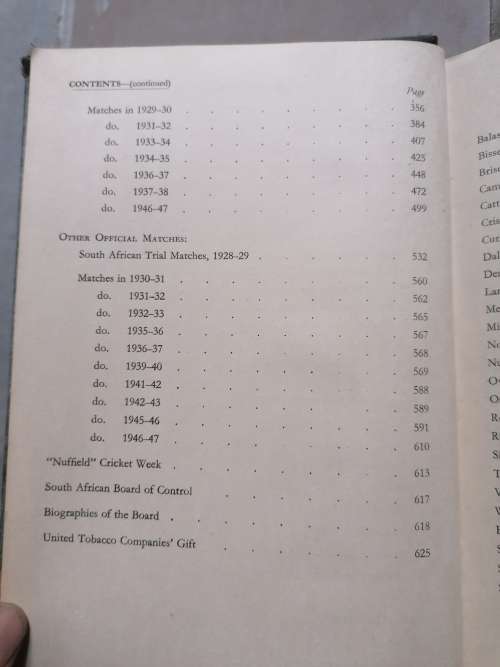 CONTENTS—(continued)
Page
Matches in 1929-30 . . . . . . . . 356
do. 1931-32 . . . . . . . . 384
do. 1933-34 . . . . . . . . 407
do. 1934-35 . . . . . . . . 425
do. 1936-37 . . . . . . . . 448
do. 1937-38 . . . . . . . . 472
do. 1946-47 . . . . . . . . 499
OTHER OFFICIAL MATCHES:
South African Trial Matches, 1928-29 . . . . . 532
Matches in 1930-31 . . . . . . . . 560
do. 1931-32 . . . . . . . . 562
do. 1932-33 . . . . . . . . 565
do. 1935-36 . . . . . . . . 567
do. 1936-37 . . . . . . . . 568
do. 1939-40 . . . . . . . . 569
do. 1941-42 . . . . . . . . 588
do. 1942-43 . . . . . . . . 589
do. 1945-46 . . . . . . . . 591
do. 1946-47 . . . . . . . . 610
"Nuffield" Cricket Week . . . . . . . . 613
South African Board of Control . . . . . . . 617
Biographies of the Board . . . . . . . . 618
United Tobacco Companies' Gift . . . . . . . 625